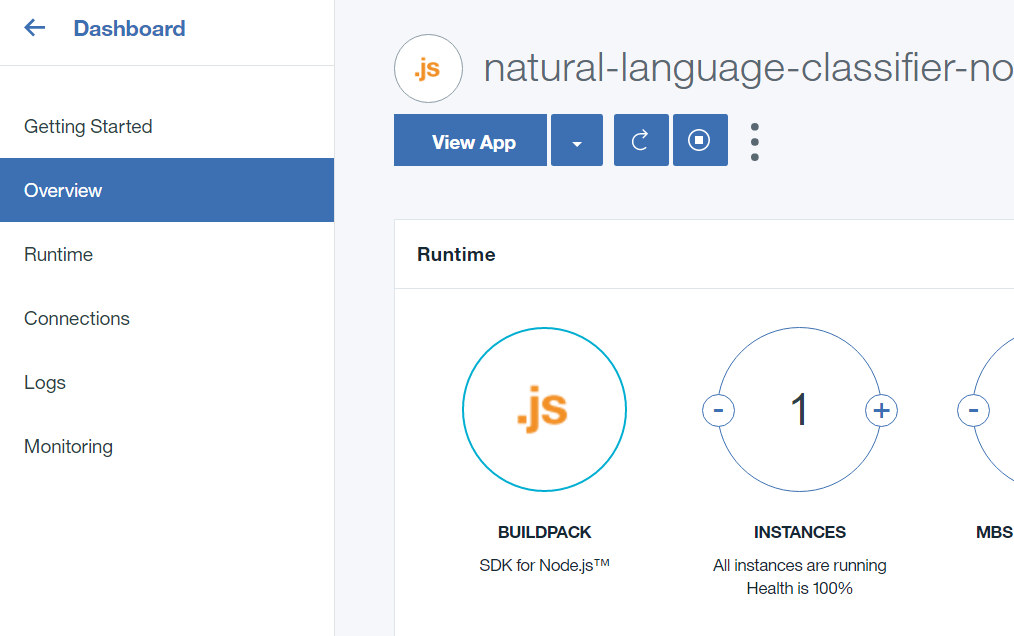 Dashboard
Getting Started
Overview
Runtime
Connections
Logs
Monitoring
.js
natural-language-classifier-no
View App
Runtime
.js
1
-
+
-
BUILDPACK
SDK for Node.js™
INSTANCES
All instances are running
Health is 100%
MBS